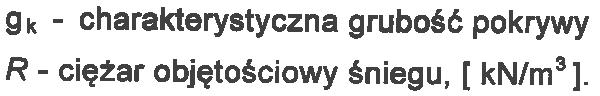 gₖ - charakterystyczna grubość pokrywy
R - ciężar objętościowy śniegu, [ kN/m³ ].